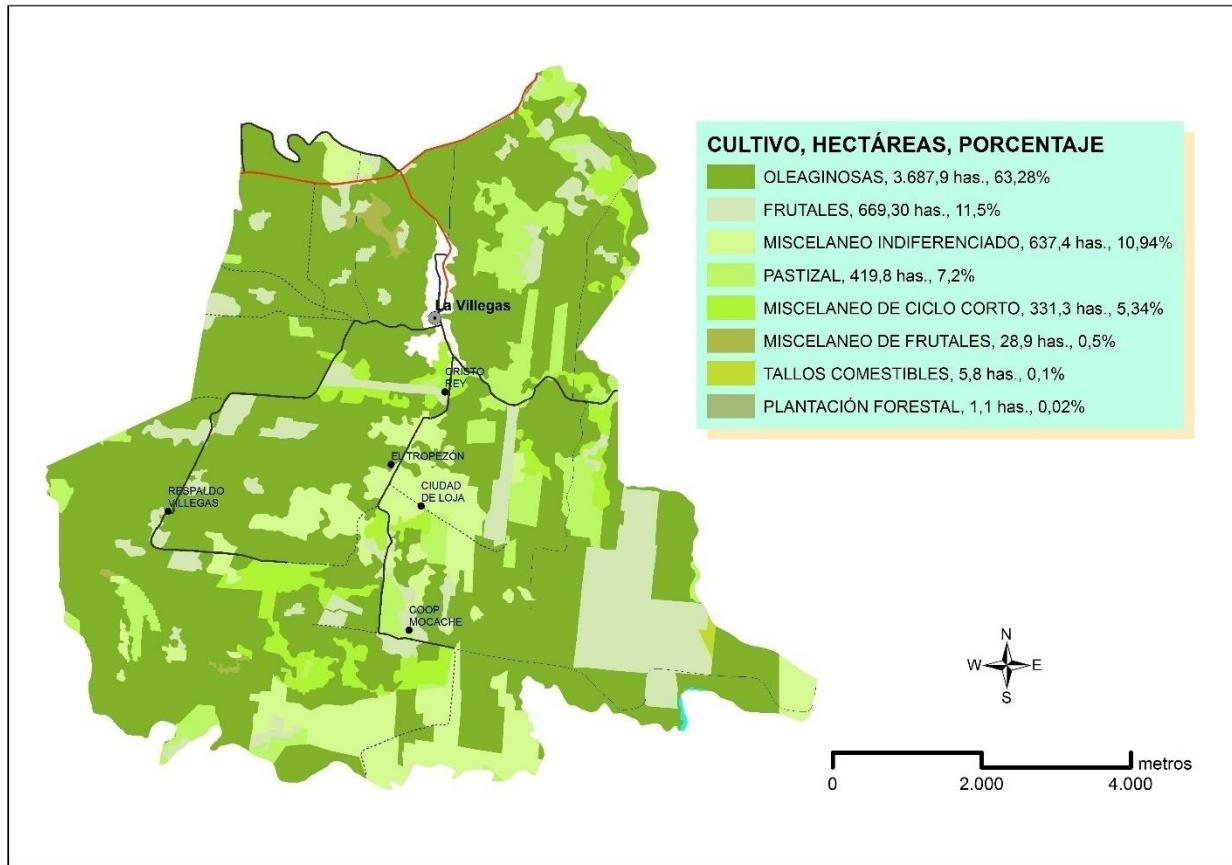 CULTIVO, HECTÁREAS, PORCENTAJE
OLEAGINOSAS, 3.687,9 has., 63,28%
FRUTALES, 669,30 has., 11,5%
MISCELANEO INDIFERENCIADO, 637,4 has., 10,94%
PASTIZAL, 419,8 has., 7,2%
MISCELANEO DE CICLO CORTO, 331,3 has., 5,34%
MISCELANEO DE FRUTALES, 28,9 has., 0,5%
TALLOS COMESTIBLES, 5,8 has., 0,1%
PLANTACIÓN FORESTAL, 1,1 has., 0,02%
La Villegas
CRISTO
REY
EL TROPEZÓN
CIUDAD
DE LOJA
RESPALDO
VILLEGAS
COOP
MOCACHE
N
W E
S
metros
0 2.000 4.000